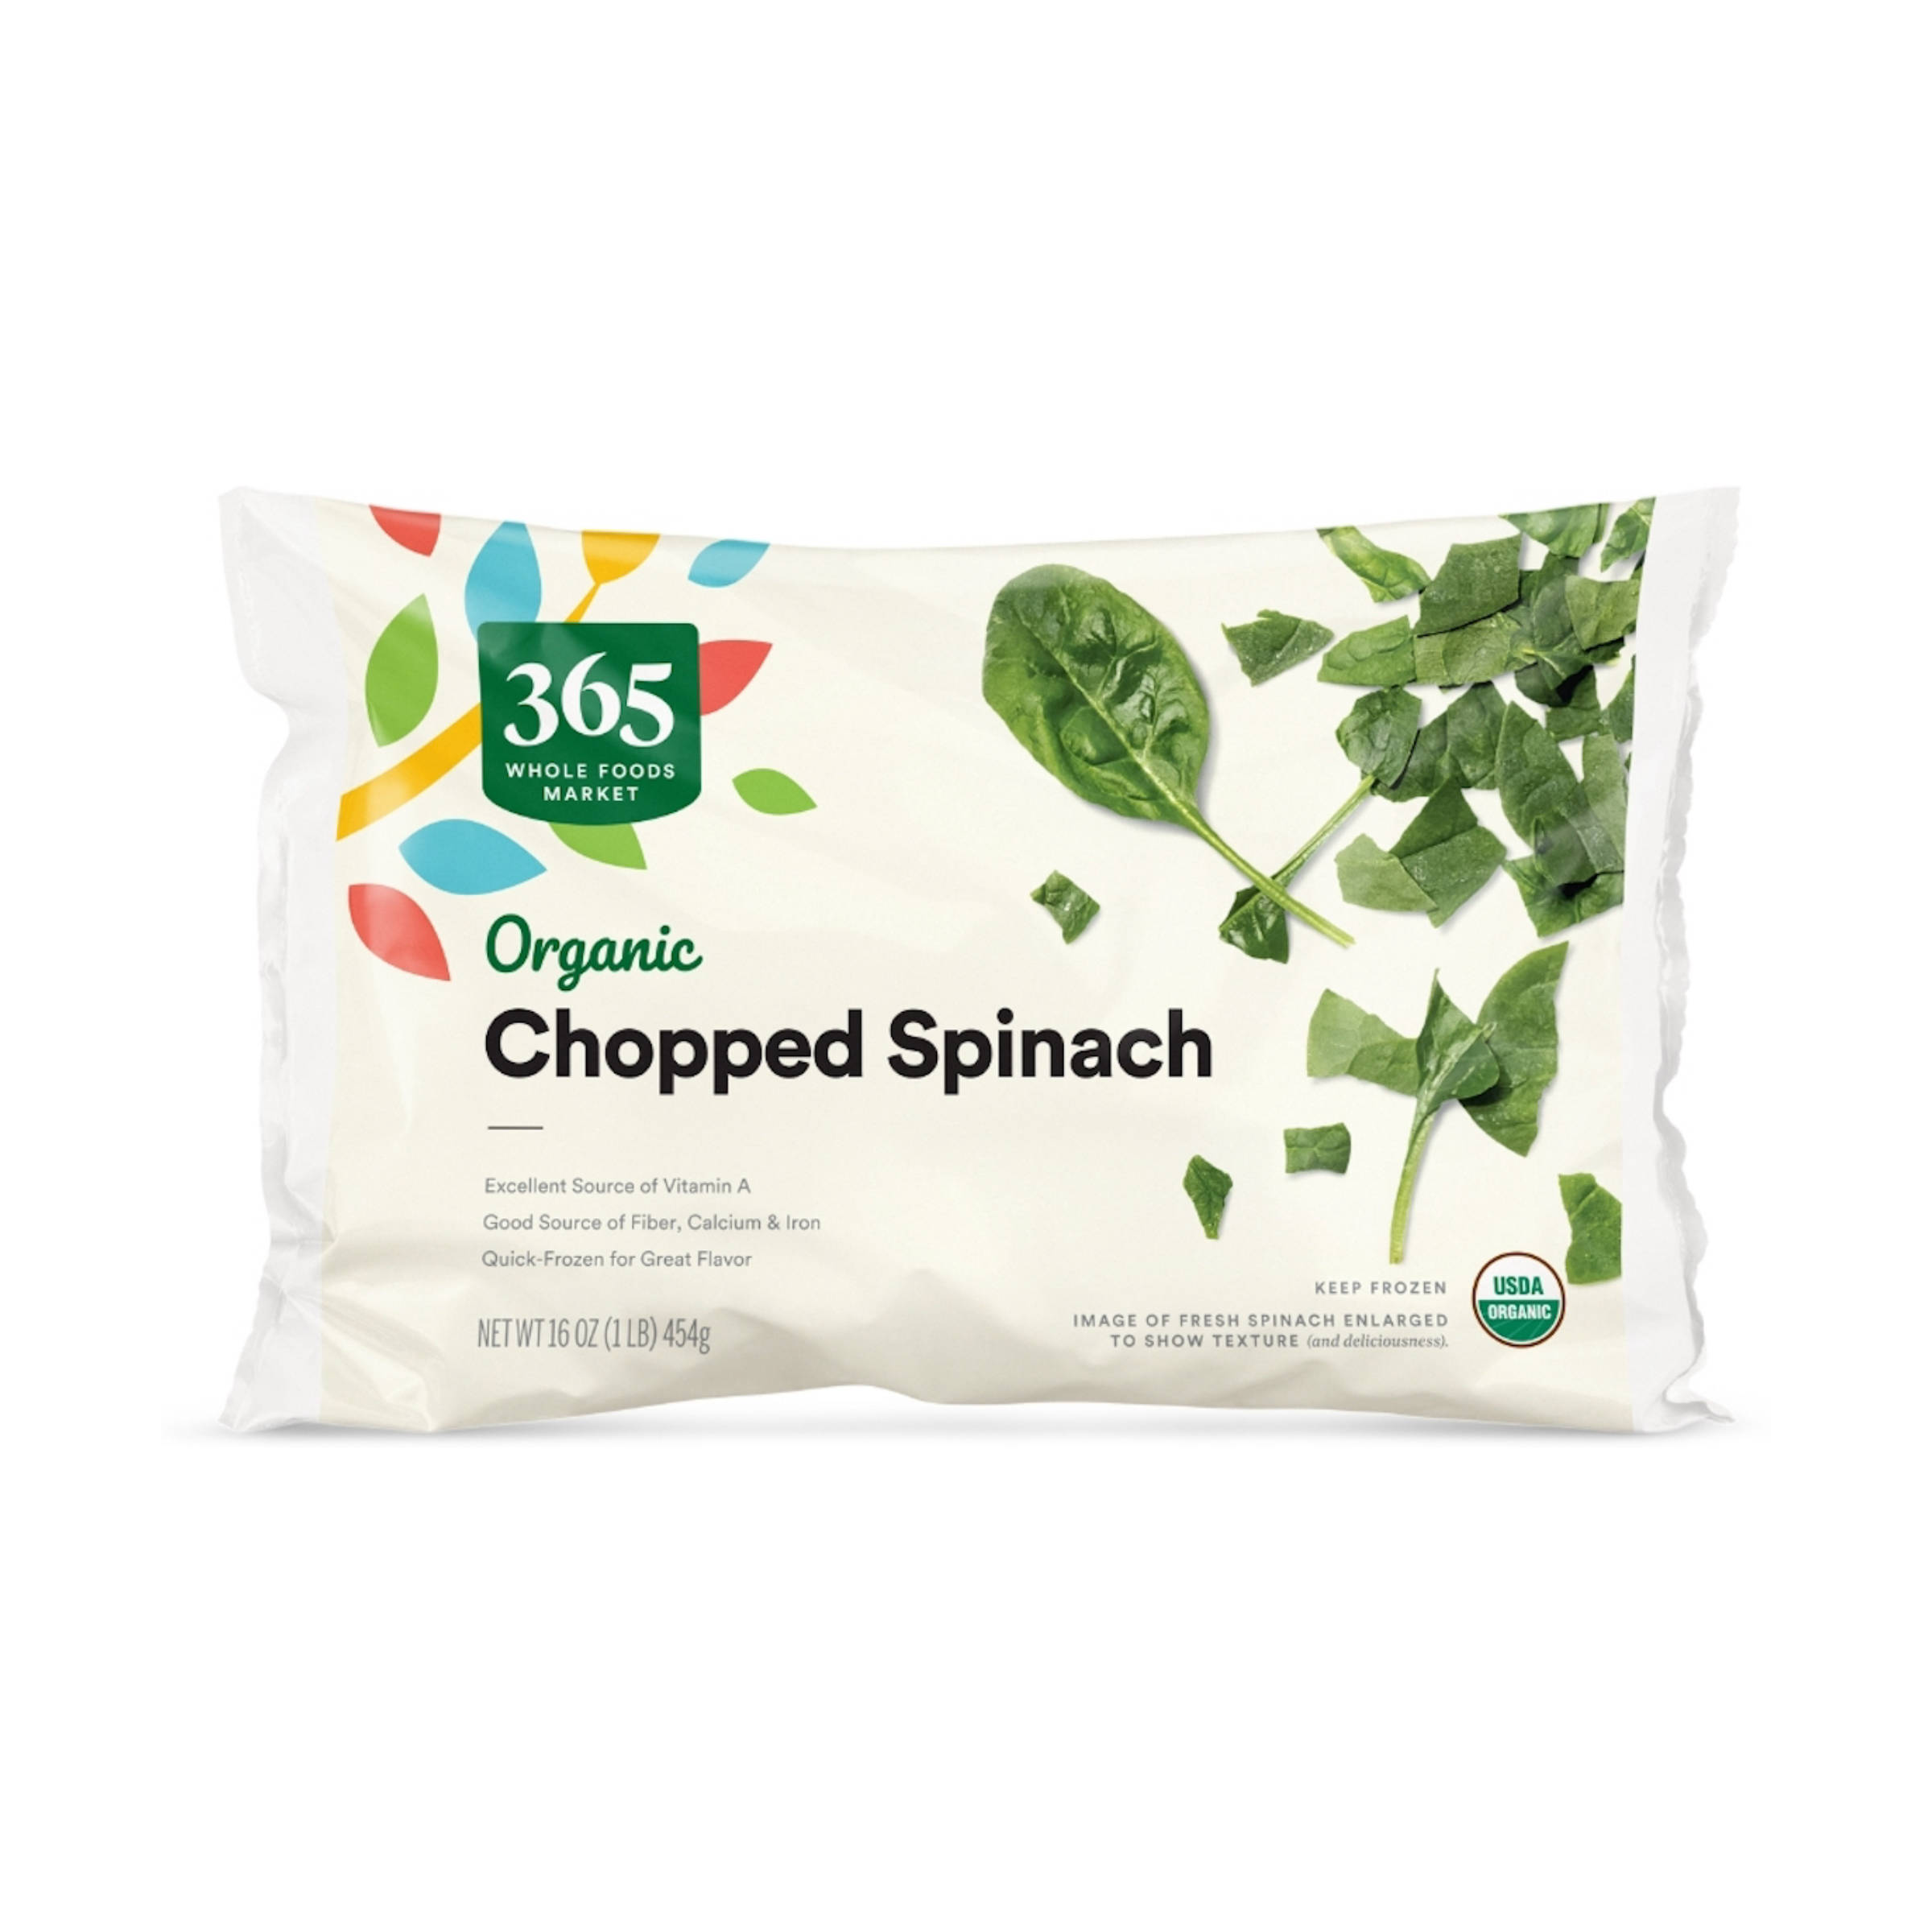 365
WHOLE FOODS
MARKET
Organic
Chopped Spinach
Excellent Source of Vitamin A
Good Source of Fiber, Calcium & Iron
Quick-Frozen for Great Flavor
NET WT 16 OZ (1 LB) 454g
KEEP FROZEN
IMAGE OF FRESH SPINACH ENLARGED
TO SHOW TEXTURE (and deliciousness).
USDA
ORGANIC